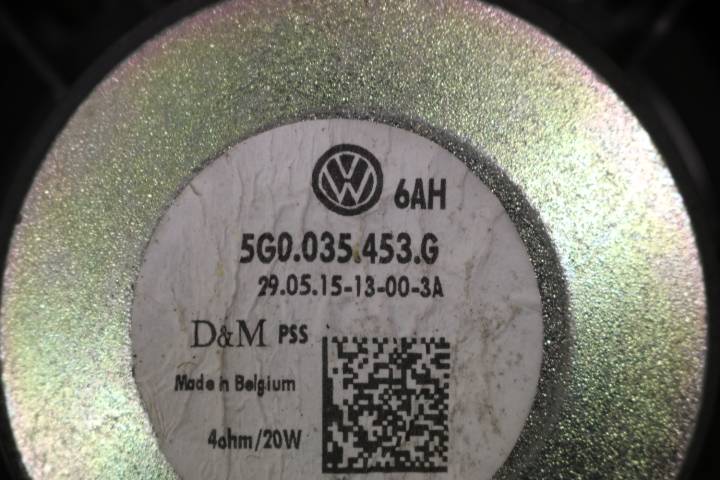 6AH
5G0.035.453.G
29.05.15-13-00-3A
D&M PSS
Made in Belgium
4ohm/20W